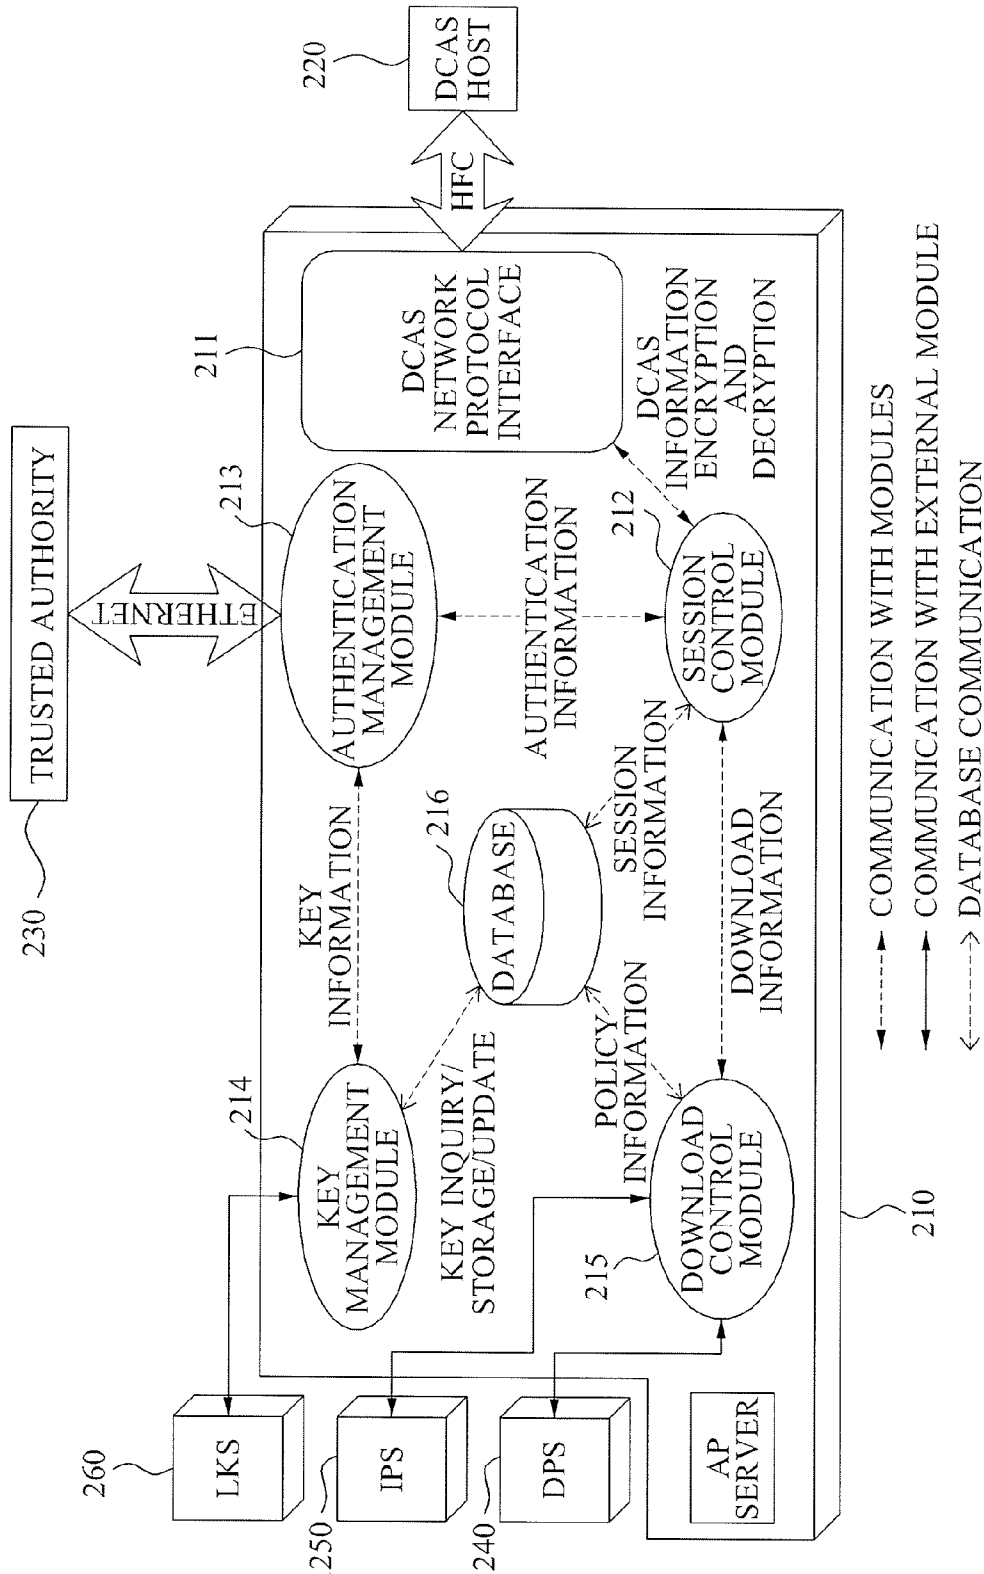 230
TRUSTED AUTHORITY
ETHERNET
260
LKS
250
IPS
240
DPS
AP
SERVER
214
KEY
MANAGEMENT
MODULE
KEY
INFORMATION
213
AUTHENTICATION
MANAGEMENT
MODULE
211
DCAS
NETWORK
PROTOCOL
INTERFACE
HFC
220
DCAS
HOST
KEY INQUIRY/
STORAGE/UPDATE
216
DATABASE
AUTHENTICATION
INFORMATION
POLICY
INFORMATION
SESSION
INFORMATION
212
DCAS
INFORMATION
ENCRYPTION
AND
DECRYPTION
215
DOWNLOAD
CONTROL
MODULE
DOWNLOAD
INFORMATION
SESSION
CONTROL
MODULE
210
COMMUNICATION WITH MODULES
COMMUNICATION WITH EXTERNAL MODULE
DATABASE COMMUNICATION